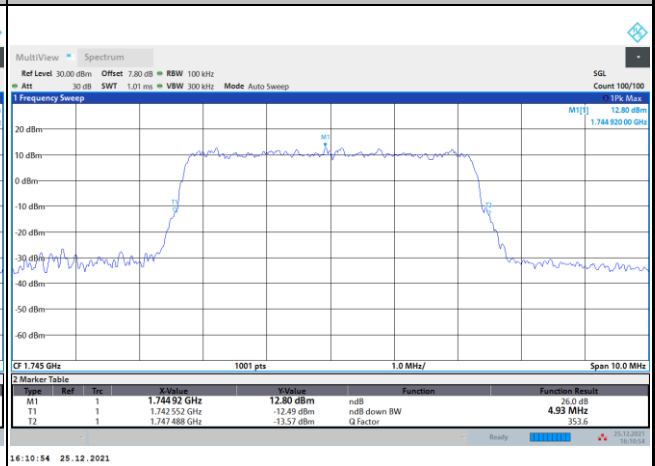 MultiView Spectrum
Ref Level 30.00 dBm Offset 7.80 dB RBW 100 kHz SGL
Att 30 dB SWT 1.01 ms VBW 300 kHz Mode Auto Sweep Count 100/100
1 Frequency Sweep 1Pk Max
M1[1] 12.80 dBm
1.744 920 00 GHz
20 dBm
M1
10 dBm
0 dBm
T1
T2
-10 dBm
-20 dBm
-30 dBm
-40 dBm
-50 dBm
-60 dBm
CF 1.745 GHz 1001 pts 1.0 MHz/ Span 10.0 MHz
2 Marker Table
Type Ref Trc X-Value Y-Value Function Function Result
M1 1 1.744 92 GHz 12.80 dBm ndB 26.0 dB
T1 1 1.742 552 GHz -12.49 dBm ndB down BW 4.93 MHz
T2 1 1.747 488 GHz -13.57 dBm Q Factor 353.6
Ready 25.12.2021
16:10:54
16:10:54 25.12.2021